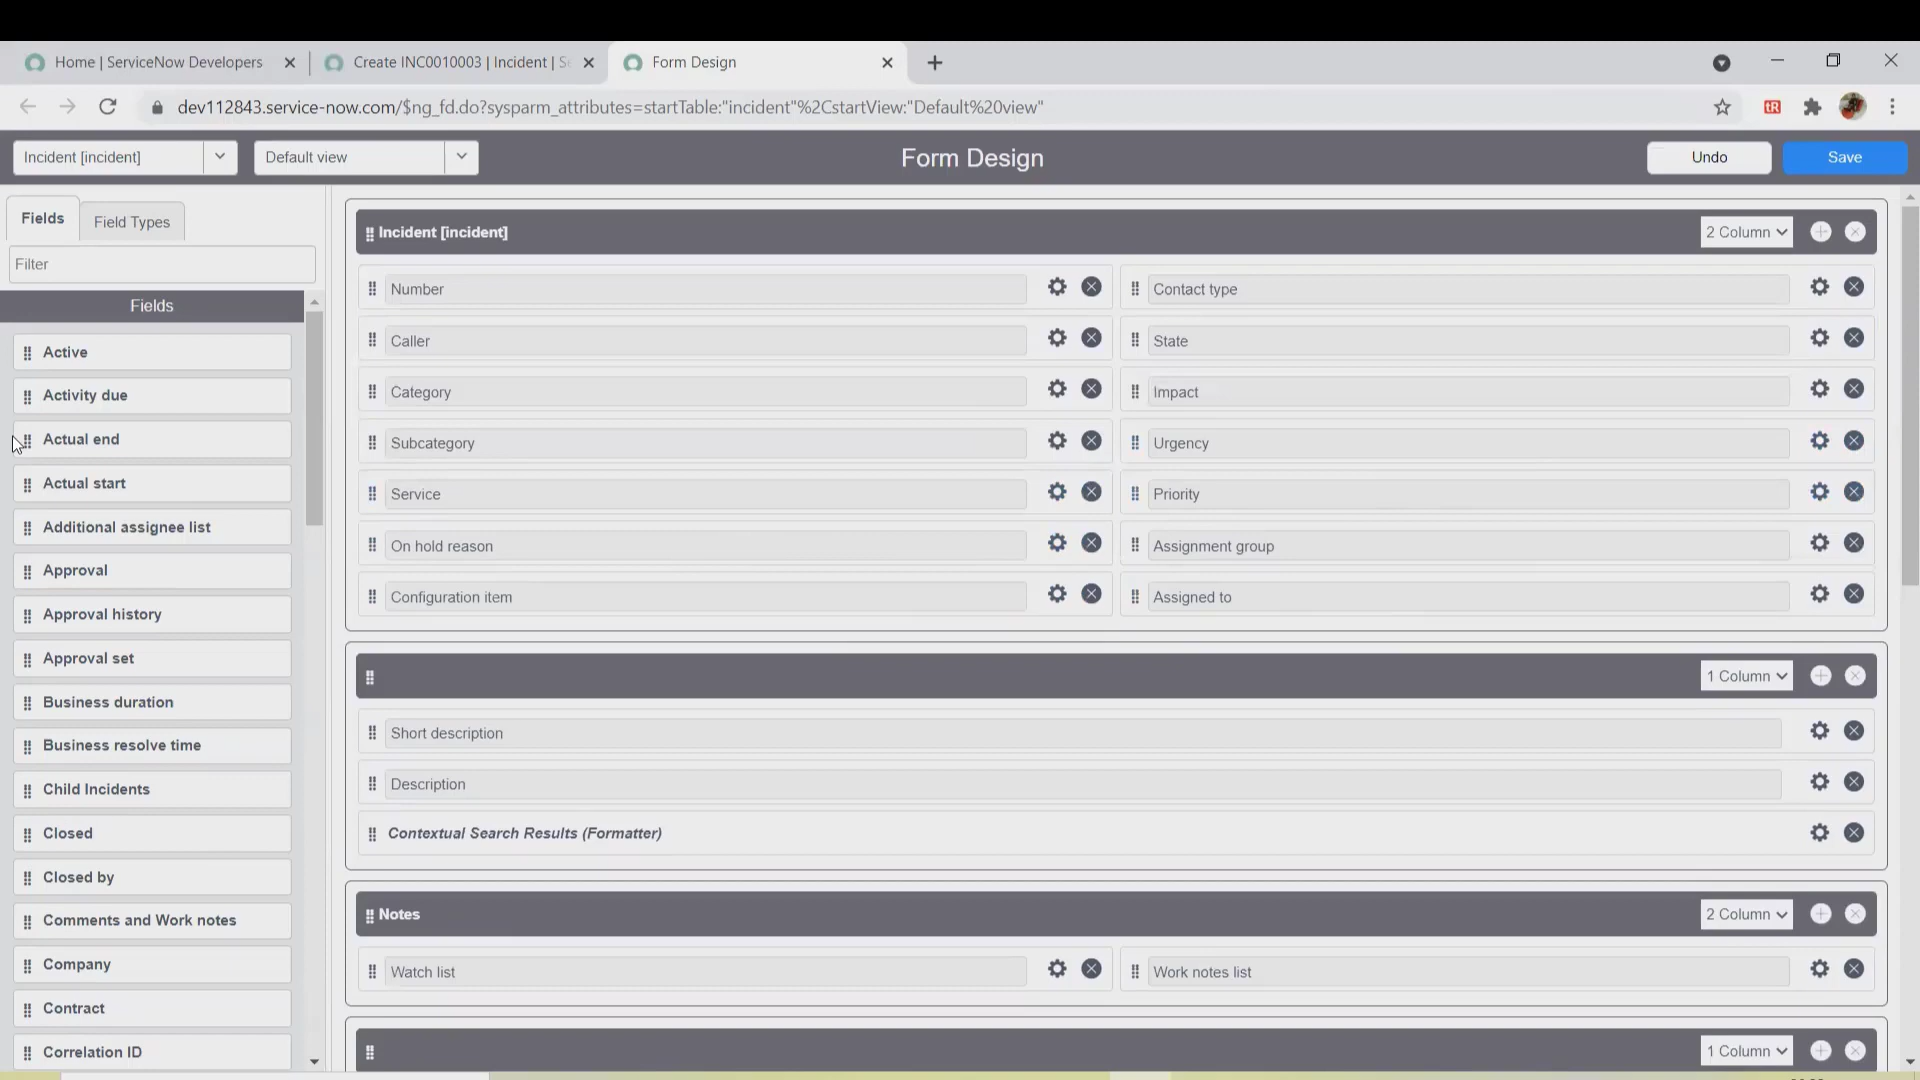 Home | ServiceNow Developers
Create INC0010003 | Incident | Se
Form Design
dev112843.service-now.com/$ng_fd.do?sysparm_attributes=startTable:"incident"%2CstartView:"Default%20view"
tR
Incident [incident]
Default view
Form Design
Undo
Save
Fields
Field Types
Filter
Fields
Active
Activity due
Actual end
Actual start
Additional assignee list
Approval
Approval history
Approval set
Business duration
Business resolve time
Child Incidents
Closed
Closed by
Comments and Work notes
Company
Contract
Correlation ID
Incident [incident]
2 Column
Number
Contact type
Caller
State
Category
Impact
Subcategory
Urgency
Service
Priority
On hold reason
Assignment group
Configuration item
Assigned to
1 Column
Short description
Description
Contextual Search Results (Formatter)
Notes
2 Column
Watch list
Work notes list
1 Column